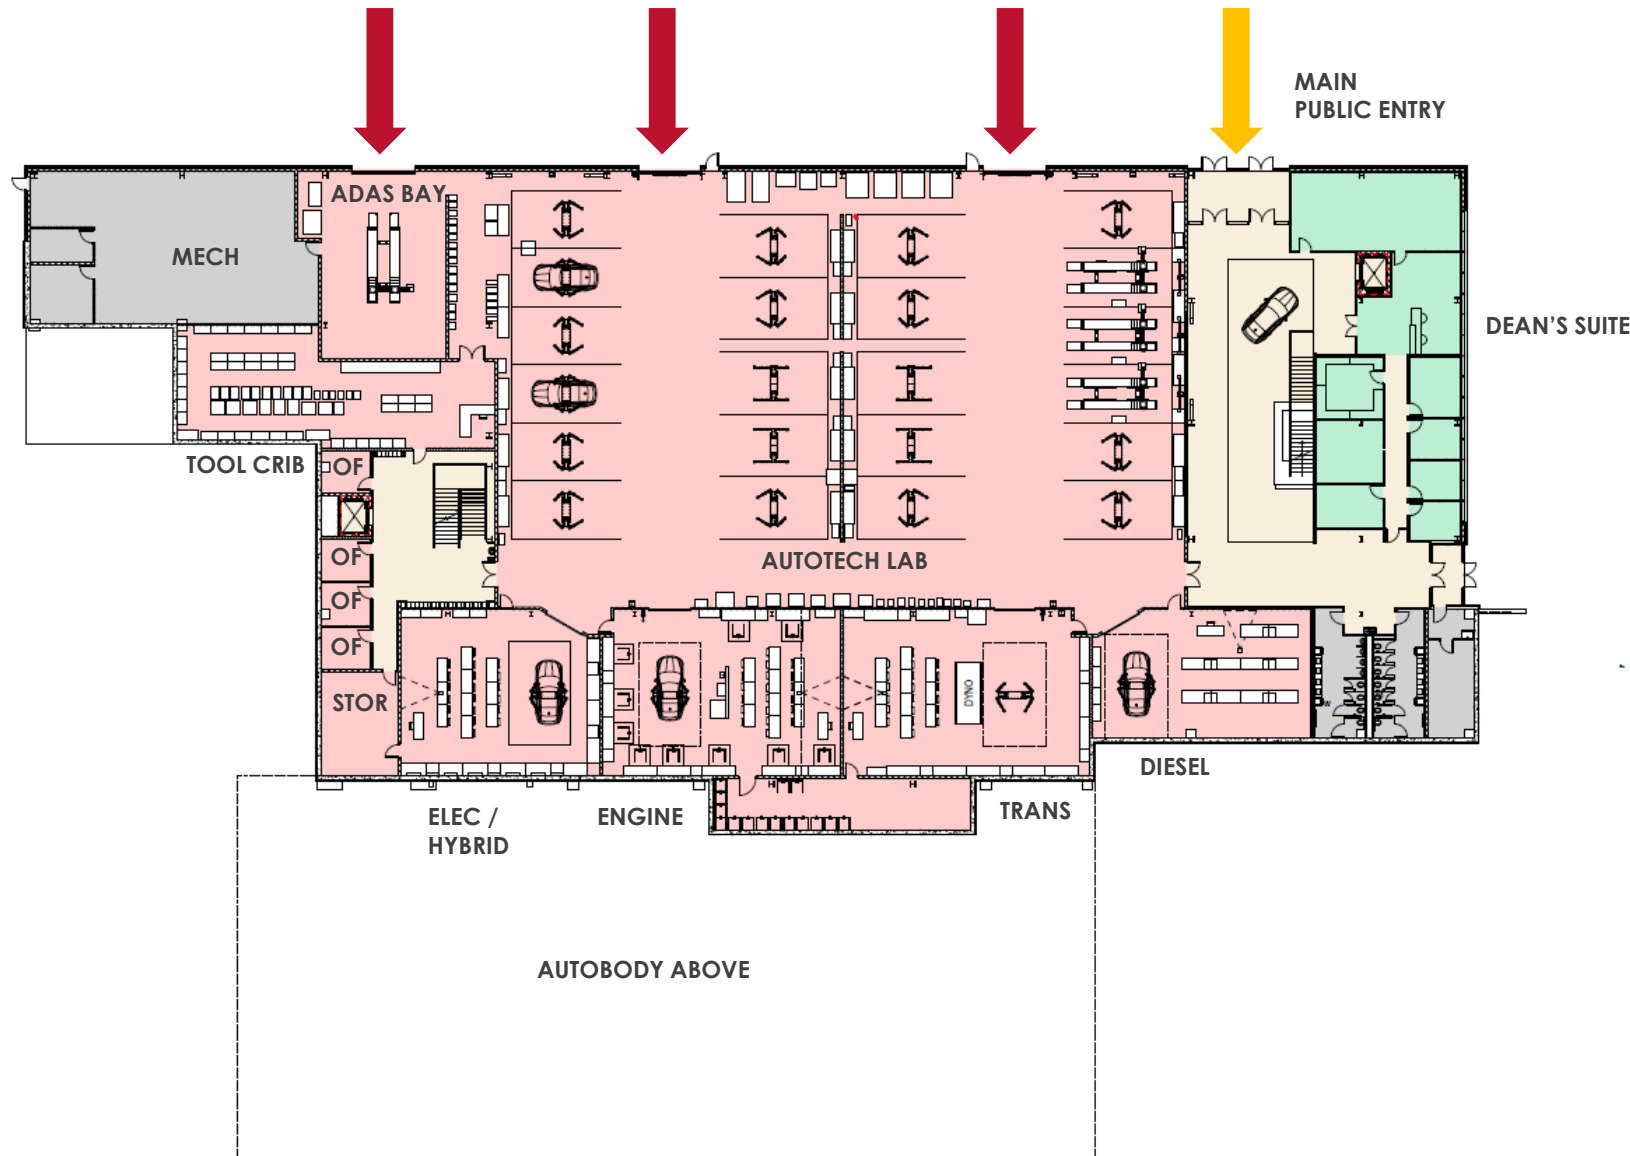 MAIN
PUBLIC ENTRY
ADAS BAY
MECH
DEAN'S SUITE
TOOL CRIB
OF
OF
OF
OF
STOR
AUTOTECH LAB
DYNO
DIESEL
ELEC /
HYBRID
ENGINE
TRANS
AUTOBODY ABOVE